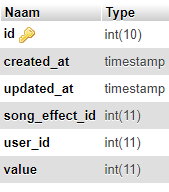 Naam Type
id int(10)
created_at timestamp
updated_at timestamp
song_effect_id int(11)
user_id int(11)
value int(11)